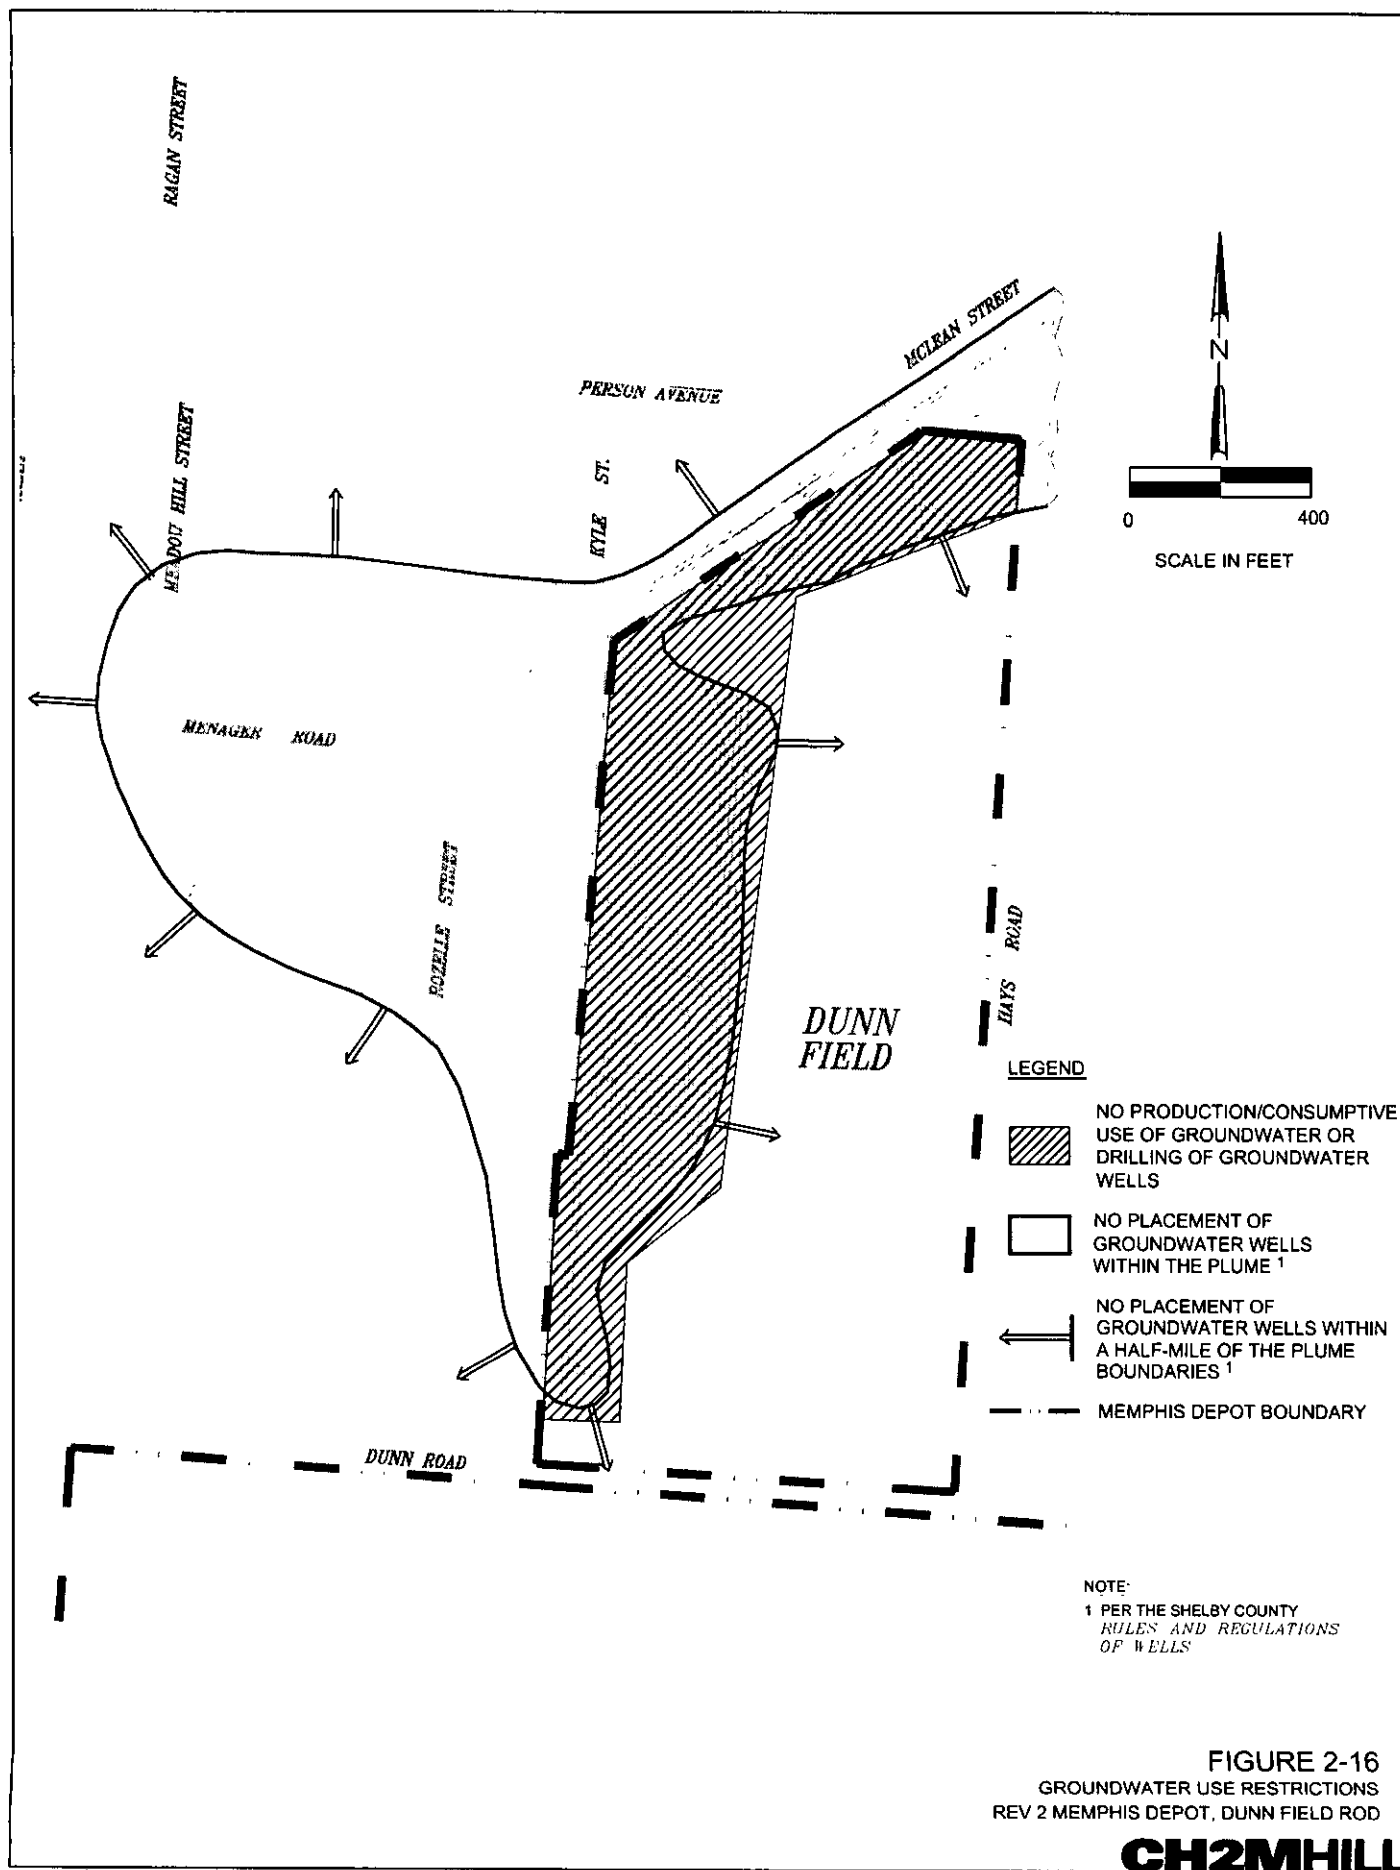 RAGAN STREET
MCLEAN STREET
N
PERSON AVENUE
MEADOW HILL STREET
KYLE ST.
0 400
SCALE IN FEET
MENAGER ROAD
ROZELLE STREET
HAYS ROAD
DUNN
FIELD
LEGEND
NO PRODUCTION/CONSUMPTIVE
USE OF GROUNDWATER OR
DRILLING OF GROUNDWATER
WELLS
NO PLACEMENT OF
GROUNDWATER WELLS
WITHIN THE PLUME 1
NO PLACEMENT OF
GROUNDWATER WELLS WITHIN
A HALF-MILE OF THE PLUME
BOUNDARIES 1
MEMPHIS DEPOT BOUNDARY
DUNN ROAD
NOTE:
1 PER THE SHELBY COUNTY
RULES AND REGULATIONS
OF WELLS
FIGURE 2-16
GROUNDWATER USE RESTRICTIONS
REV 2 MEMPHIS DEPOT, DUNN FIELD ROD
CH2MHILL